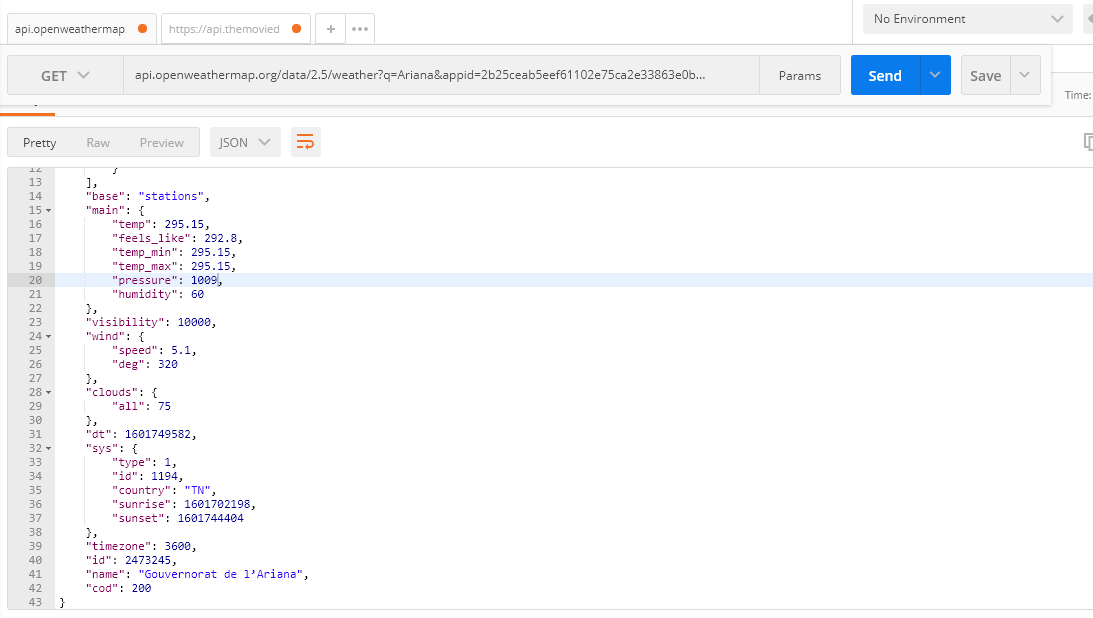 api.openweathermap
https://api.themovied
+
•••
No Environment
GET
api.openweathermap.org/data/2.5/weather?q=Ariana&appid=2b25ceab5eef61102e75ca2e33863e0b...
Params
Send
Save
Time:
Pretty Raw Preview JSON
12 }
13 ],
14 "base": "stations",
15 "main": {
16 "temp": 295.15,
17 "feels_like": 292.8,
18 "temp_min": 295.15,
19 "temp_max": 295.15,
20 "pressure": 1009,
21 "humidity": 60
22 },
23 "visibility": 10000,
24 "wind": {
25 "speed": 5.1,
26 "deg": 320
27 },
28 "clouds": {
29 "all": 75
30 },
31 "dt": 1601749582,
32 "sys": {
33 "type": 1,
34 "id": 1194,
35 "country": "TN",
36 "sunrise": 1601702198,
37 "sunset": 1601744404
38 },
39 "timezone": 3600,
40 "id": 2473245,
41 "name": "Gouvernorat de l’Ariana",
42 "cod": 200
43 }